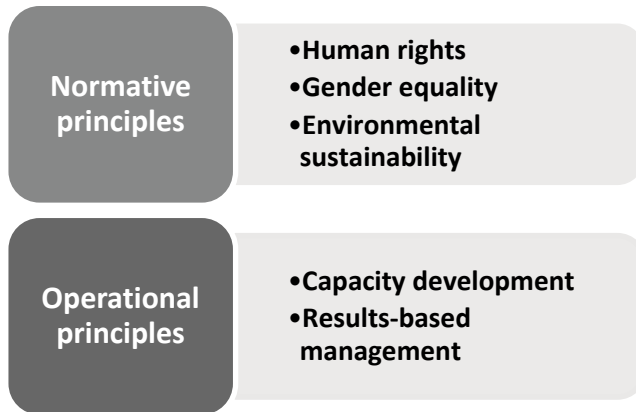 Normative
principles
•Human rights
•Gender equality
•Environmental
sustainability
Operational
principles
•Capacity development
•Results-based
management